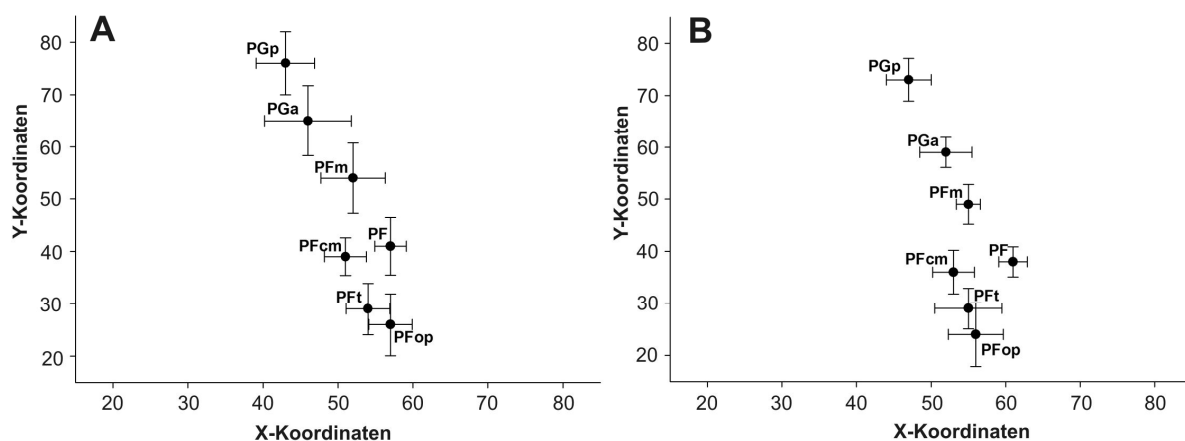 A
80
70
60
50
40
30
20
Y-Koordinaten
PGp
PGa
PFm
PFcm
PF
PFt
PFop
20 30 40 50 60 70 80
X-Koordinaten
B
80
70
60
50
40
30
20
Y-Koordinaten
PGp
PGa
PFm
PFcm
PF
PFt
PFop
20 30 40 50 60 70 80
X-Koordinaten